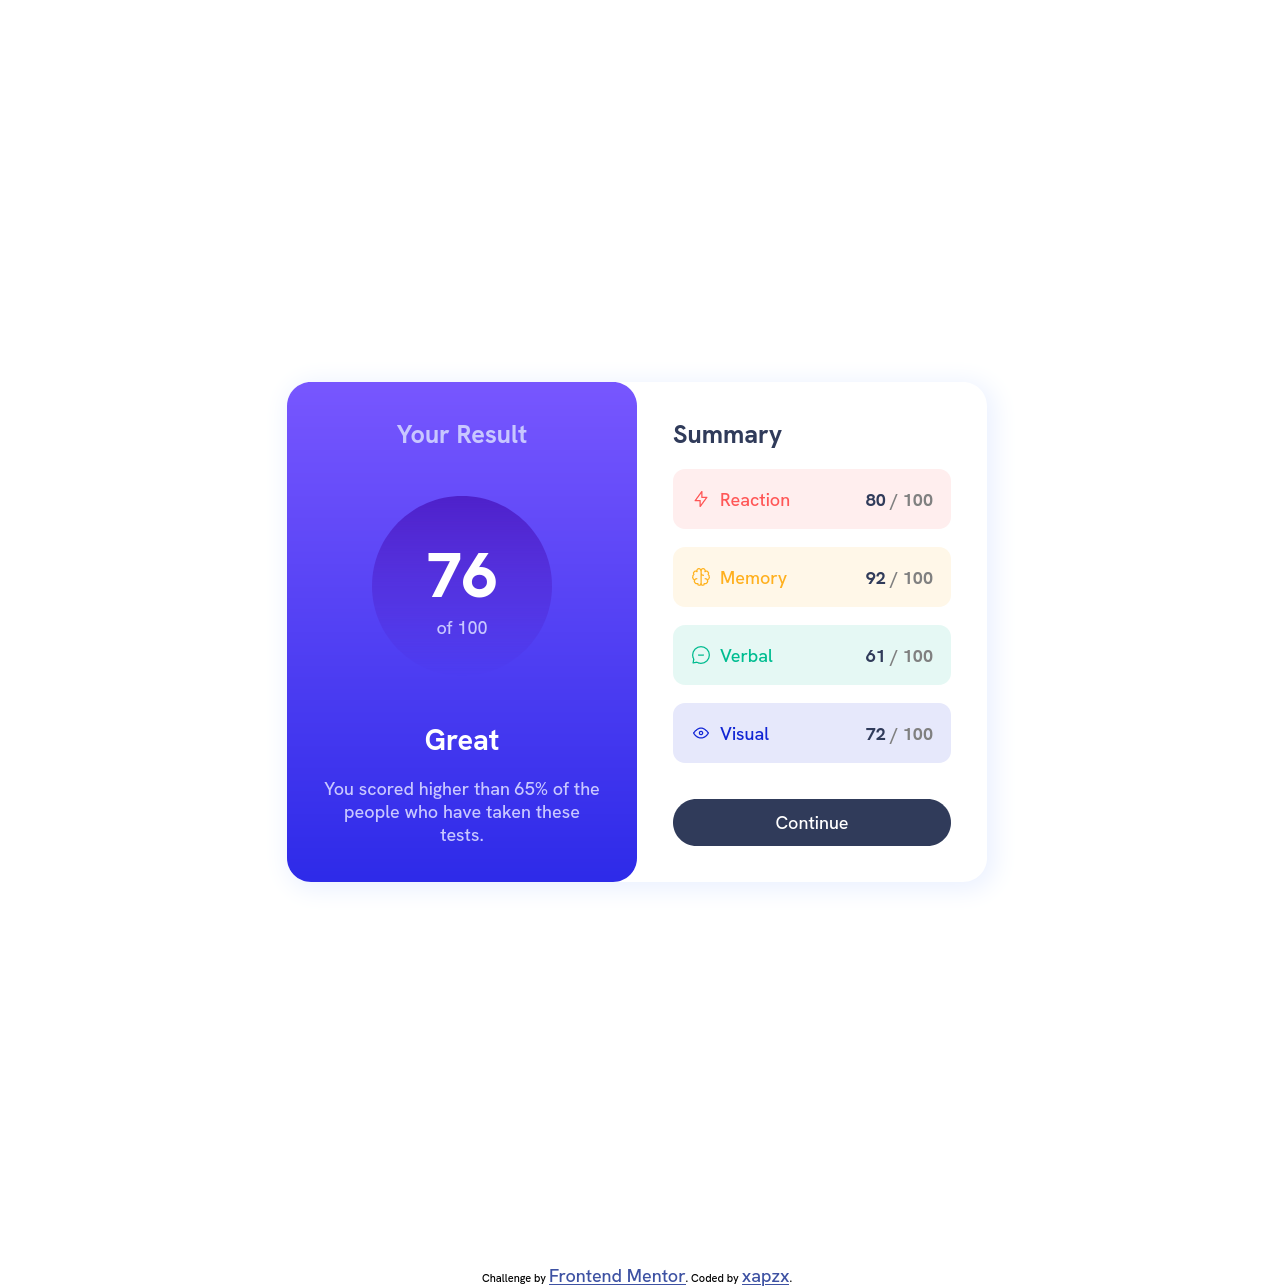 Your Result
76
of 100
Great
You scored higher than 65% of the
people who have taken these
tests.
Summary
Reaction 80 / 100
Memory 92 / 100
Verbal 61 / 100
Visual 72 / 100
Continue
Challenge by Frontend Mentor. Coded by xapzx.